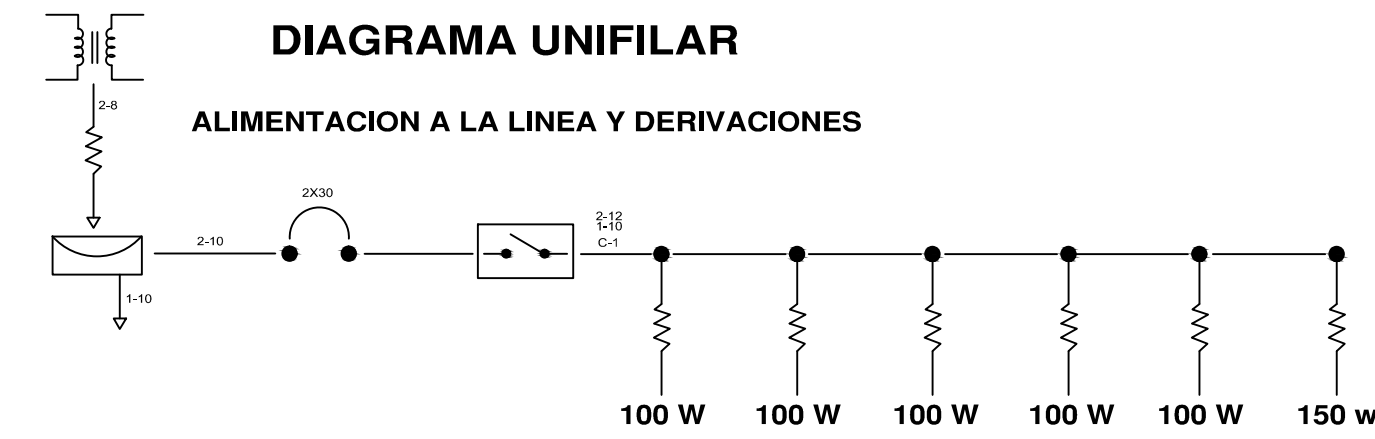 DIAGRAMA UNIFILAR
2-8
ALIMENTACION A LA LINEA Y DERIVACIONES
2X30
2-12
1-10
2-10
C-1
1-10
100 W 100 W 100 W 100 W 100 W 150 w